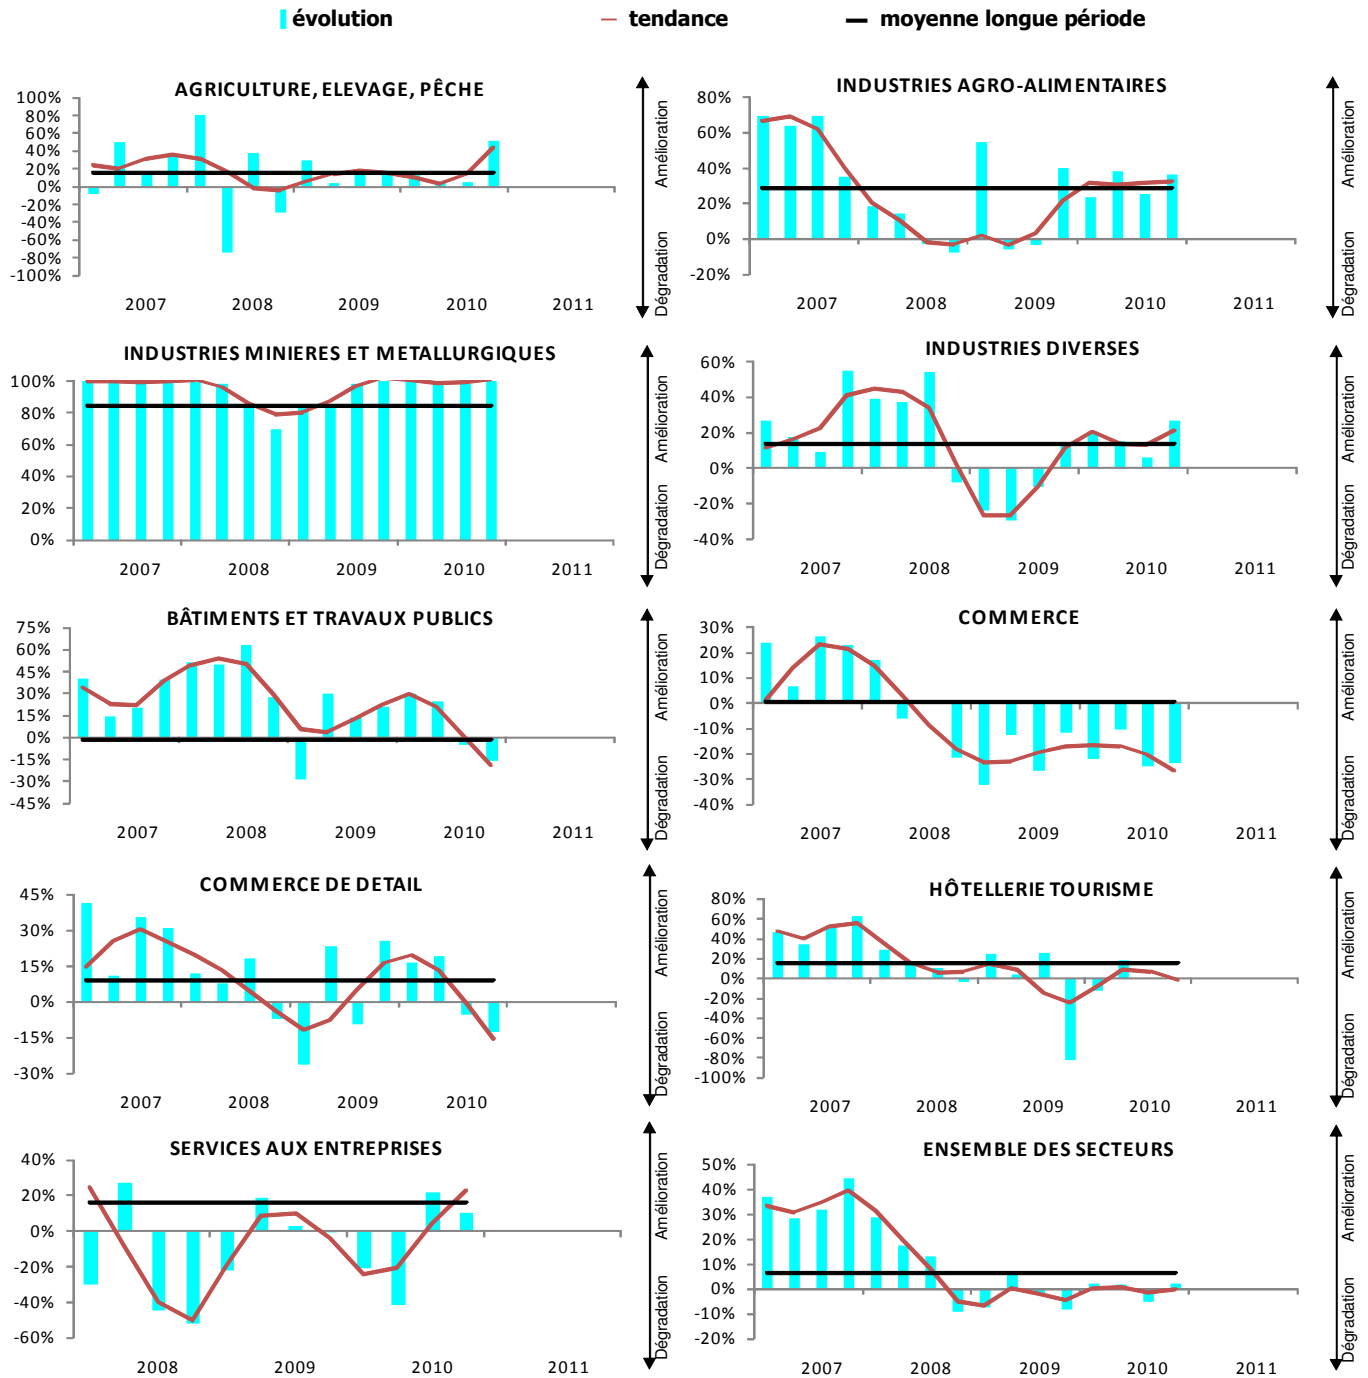 évolution tendance moyenne longue période
AGRICULTURE, ELEVAGE, PÊCHE
100%
80%
60%
40%
20%
0%
-20%
-40%
-60%
-80%
-100%
2007 2008 2009 2010 2011
Amélioration
Dégradation
INDUSTRIES AGRO-ALIMENTAIRES
80%
60%
40%
20%
0%
-20%
2007 2008 2009 2010 2011
Amélioration
Dégradation
INDUSTRIES MINIERES ET METALLURGIQUES
100%
80%
60%
40%
20%
0%
2007 2008 2009 2010 2011
Amélioration
Dégradation
INDUSTRIES DIVERSES
60%
40%
20%
0%
-20%
-40%
2007 2008 2009 2010 2011
Amélioration
Dégradation
BÂTIMENTS ET TRAVAUX PUBLICS
75%
60%
45%
30%
15%
0%
-15%
-30%
-45%
2007 2008 2009 2010 2011
Amélioration
Dégradation
COMMERCE
30%
20%
10%
0%
-10%
-20%
-30%
-40%
2007 2008 2009 2010 2011
Amélioration
Dégradation
COMMERCE DE DETAIL
45%
30%
15%
0%
-15%
-30%
2007 2008 2009 2010
Amélioration
Dégradation
HÔTELLERIE TOURISME
80%
60%
40%
20%
0%
-20%
-40%
-60%
-80%
-100%
2007 2008 2009 2010 2011
Amélioration
Dégradation
SERVICES AUX ENTREPRISES
40%
20%
0%
-20%
-40%
-60%
2008 2009 2010 2011
Amélioration
Dégradation
ENSEMBLE DES SECTEURS
50%
40%
30%
20%
10%
0%
-10%
20%
2007 2008 2009 2010 2011
Amélioration
Dégradation